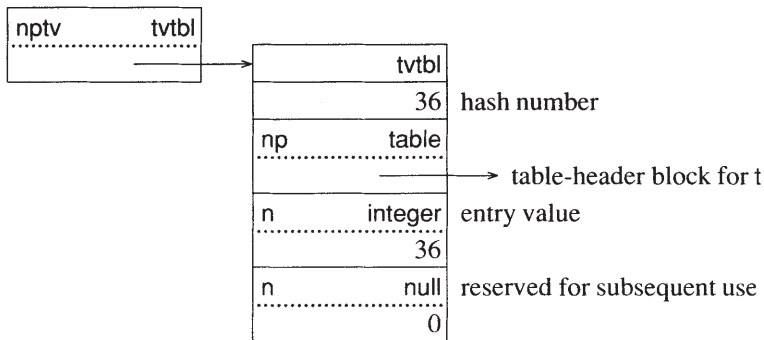 nptv tvtbl
tvtbl
36 hash number
np table
table-header block for t
n integer entry value
36
n null reserved for subsequent use
0